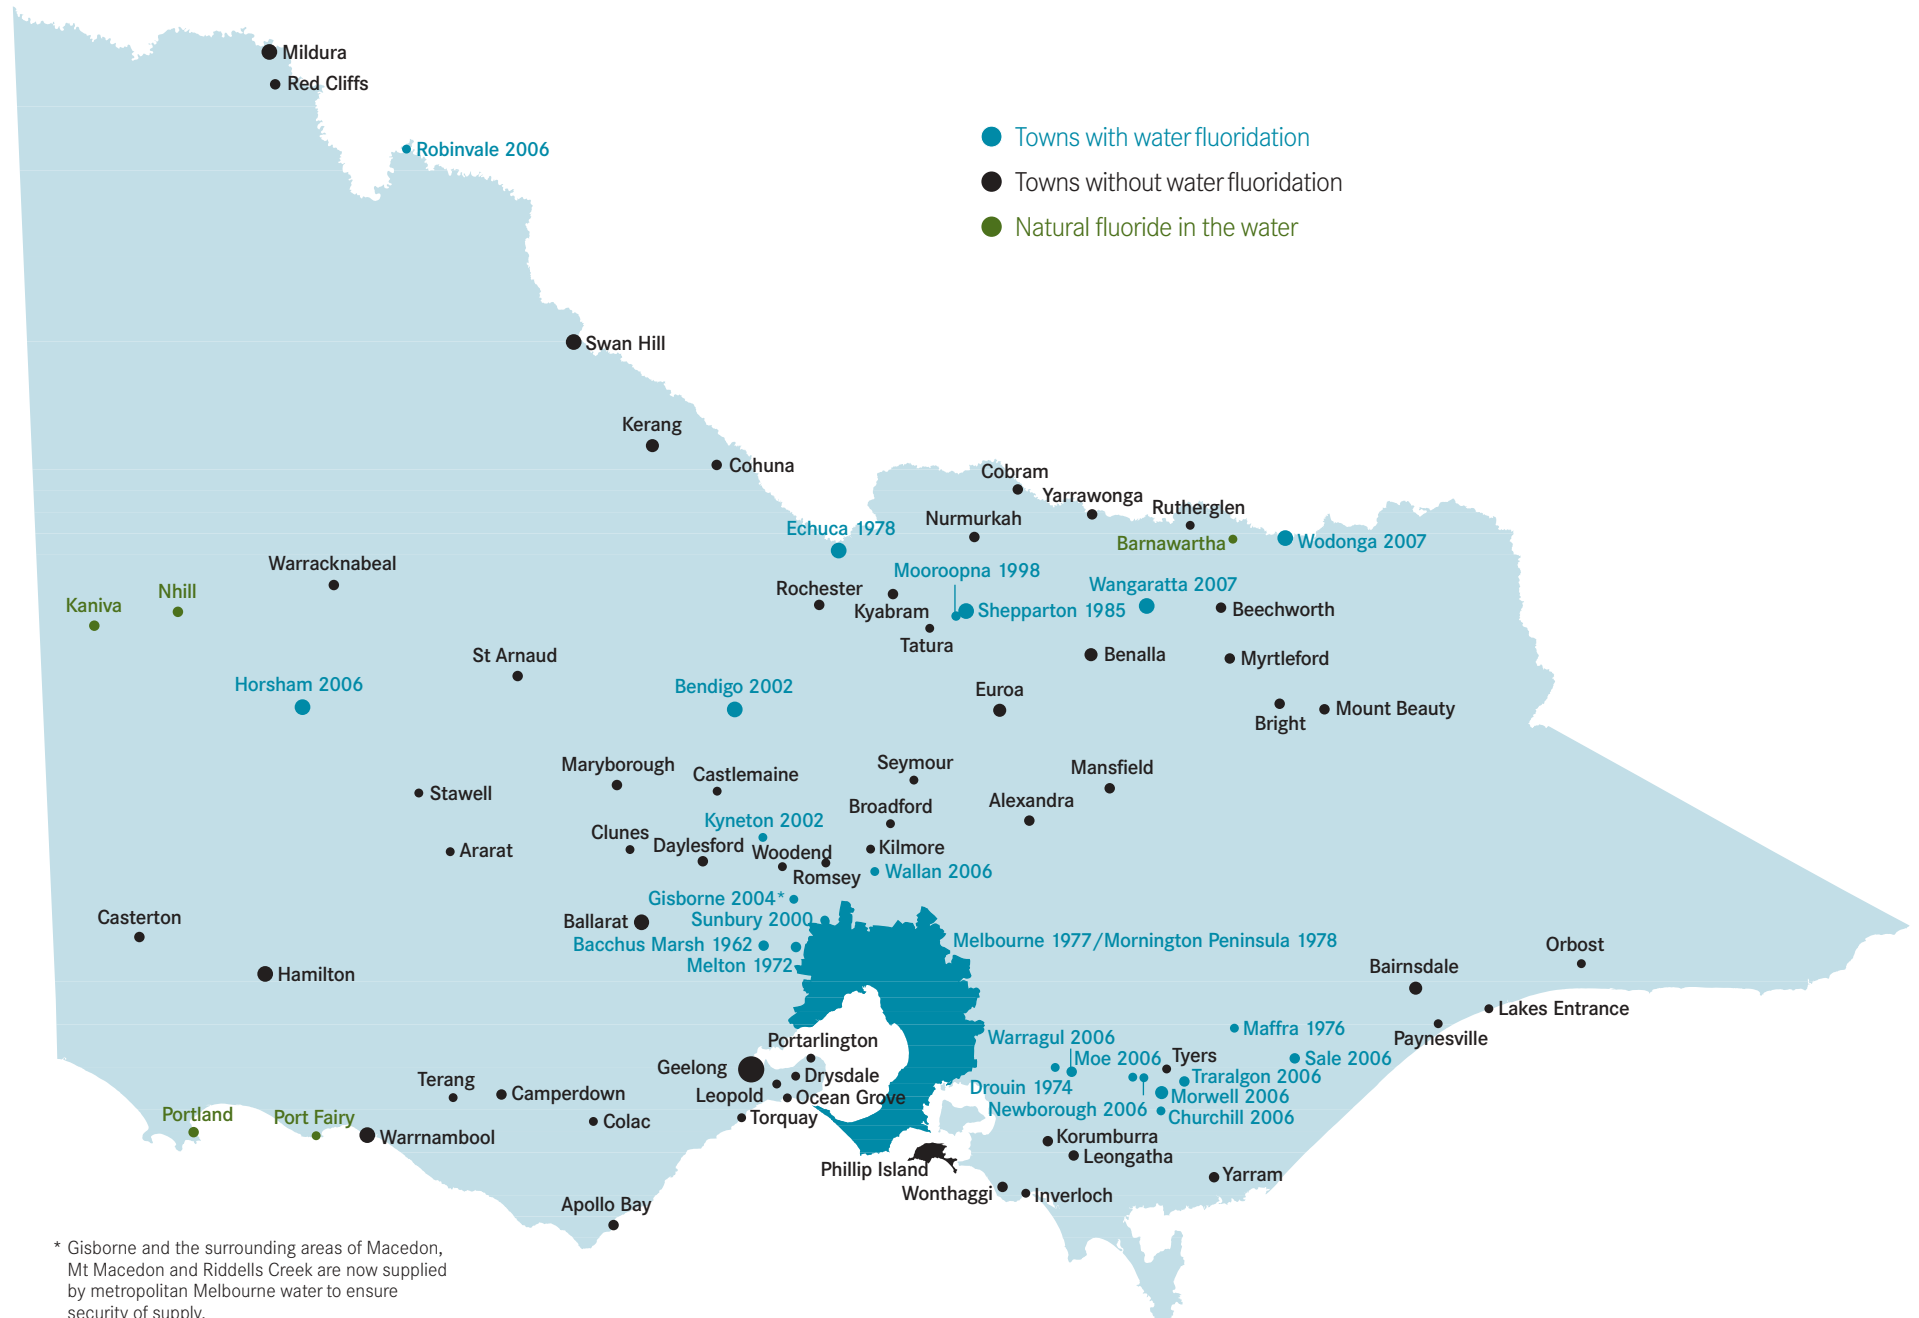 Mildura
Red Cliffs
Robinvale 2006
Towns with water fluoridation
Towns without water fluoridation
Natural fluoride in the water
Swan Hill
Kerang
Cohuna
Cobram
Yarrawonga
Rutherglen
Nurmurkah
Echuca 1978
Barnawartha
Wodonga 2007
Warracknabeal
Mooroopna 1998
Nhill
Kaniva
Rochester
Kyabram
Wangaratta 2007
Shepparton 1985
Beechworth
Tatura
St Arnaud
Benalla
Myrtleford
Horsham 2006
Bendigo 2002
Euroa
Bright
Mount Beauty
Maryborough
Castlemaine
Seymour
Mansfield
Stawell
Alexandra
Broadford
Kyneton 2002
Clunes
Daylesford
Woodend
Kilmore
Ararat
Romsey
Wallan 2006
Gisborne 2004*
Casterton
Ballarat
Sunbury 2000
Bacchus Marsh 1962
Melbourne 1977/Mornington Peninsula 1978
Melton 1972
Orbost
Bairnsdale
Hamilton
Lakes Entrance
Maffra 1976
Paynesville
Portarlington
Warragul 2006
Moe 2006
Tyers
Sale 2006
Geelong
Drysdale
Traralgon 2006
Terang
Camperdown
Leopold
Ocean Grove
Drouin 1974
Morwell 2006
Newborough 2006
Churchill 2006
Portland
Port Fairy
Colac
Torquay
Warrnambool
Korumburra
Leongatha
Phillip Island
Yarram
Wonthaggi
Inverloch
Apollo Bay
* Gisborne and the surrounding areas of Macedon,
Mt Macedon and Riddells Creek are now supplied
by metropolitan Melbourne water to ensure
security of supply.